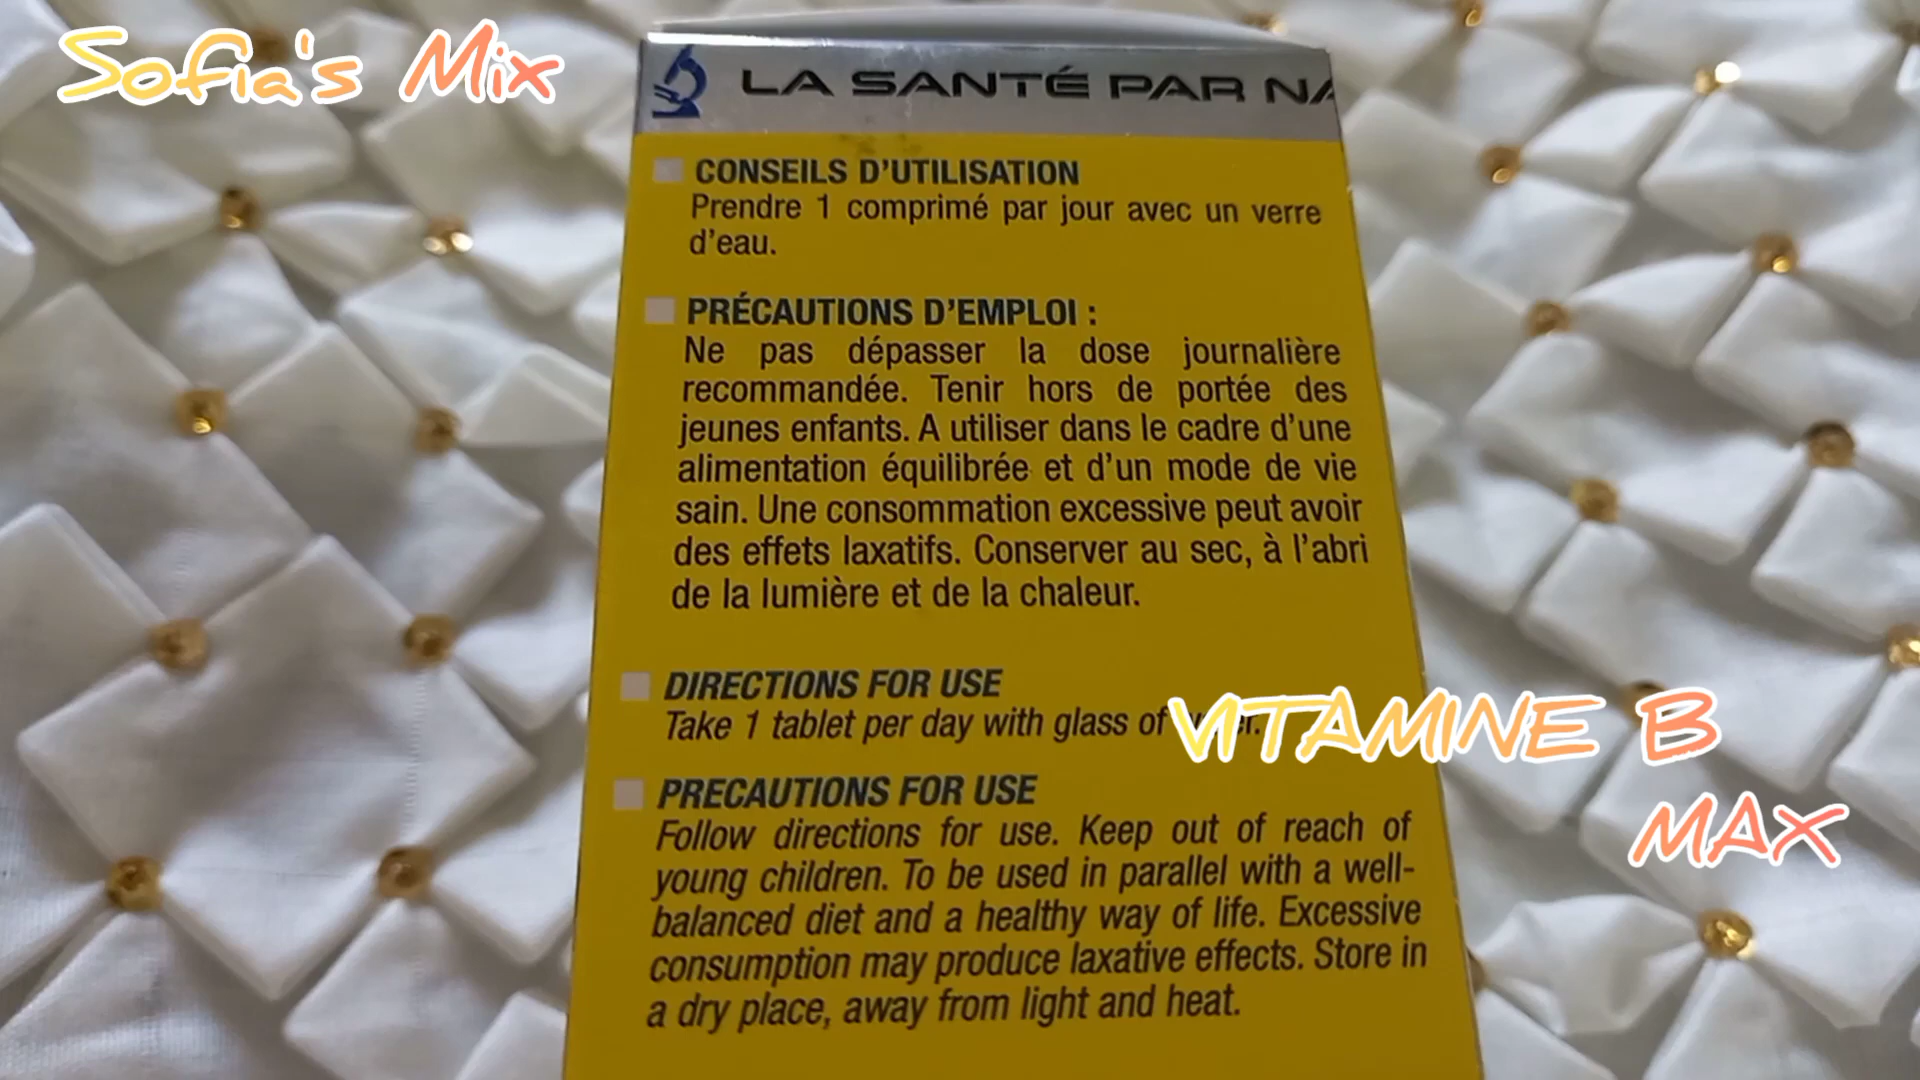 Sofia's Mix
LA SANTÉ PAR NA
CONSEILS D'UTILISATION
Prendre 1 comprimé par jour avec un verre
d'eau.
PRÉCAUTIONS D'EMPLOI :
Ne pas dépasser la dose journalière
recommandée. Tenir hors de portée des
jeunes enfants. A utiliser dans le cadre d'une
alimentation équilibrée et d'un mode de vie
sain. Une consommation excessive peut avoir
des effets laxatifs. Conserver au sec, à l'abri
de la lumière et de la chaleur.
DIRECTIONS FOR USE
Take 1 tablet per day with glass of
VITAMINE B
MAX
PRECAUTIONS FOR USE
Follow directions for use. Keep out of reach of
young children. To be used in parallel with a well-
balanced diet and a healthy way of life. Excessive
consumption may produce laxative effects. Store in
a dry place, away from light and heat.